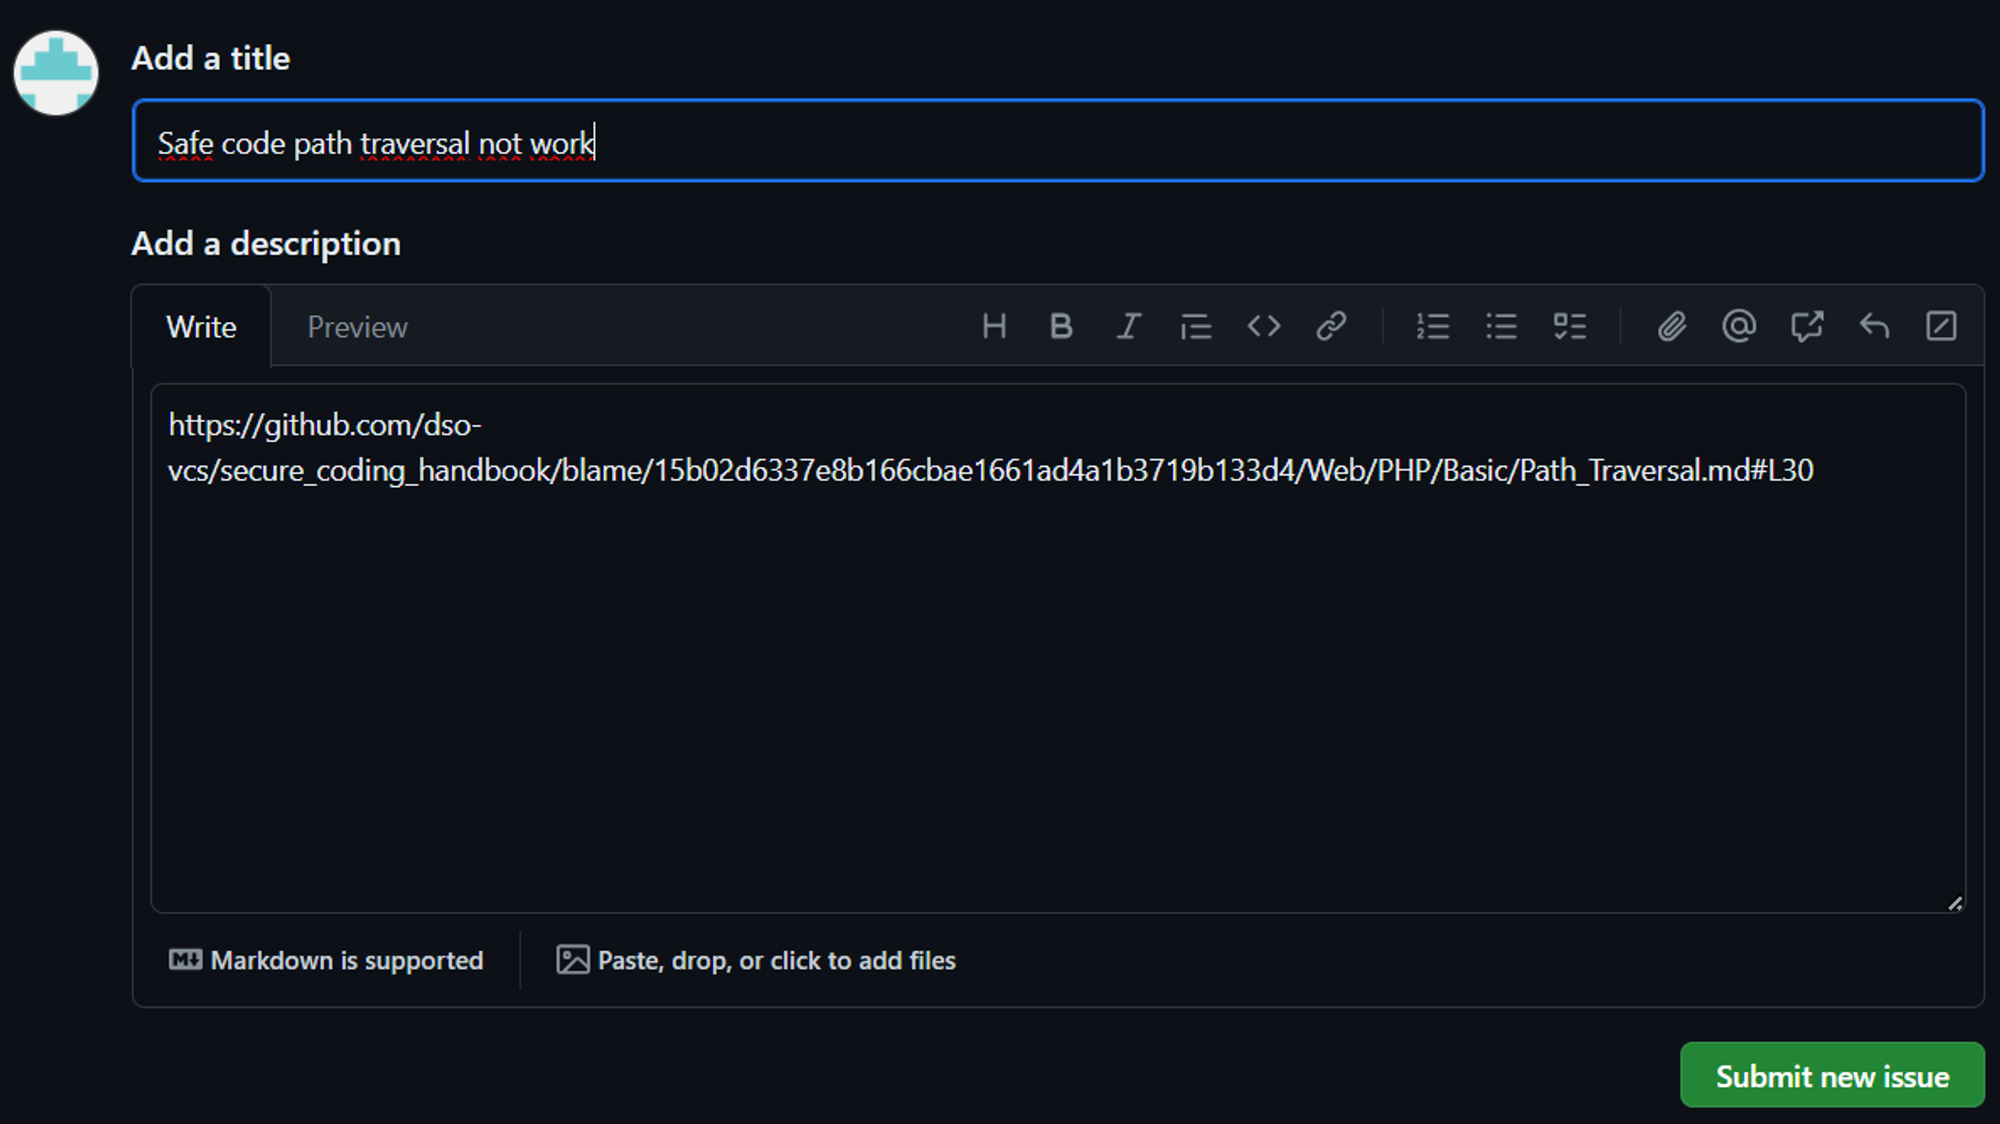 Add a title
Safe code path traversal not work
Add a description
Write Preview
https://github.com/dso-
vcs/secure_coding_handbook/blame/15b02d6337e8b166cbae1661ad4a1b3719b133d4/Web/PHP/Basic/Path_Traversal.md#L30
Markdown is supported
Paste, drop, or click to add files
Submit new issue